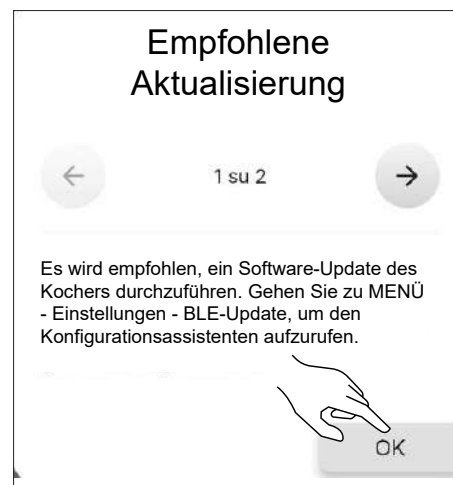 Empfohlene
Aktualisierung
1 su 2
Es wird empfohlen, ein Software-Update des
Kochers durchzuführen. Gehen Sie zu MENÜ
- Einstellungen - BLE-Update, um den
Konfigurationsassistenten aufzurufen.
OK